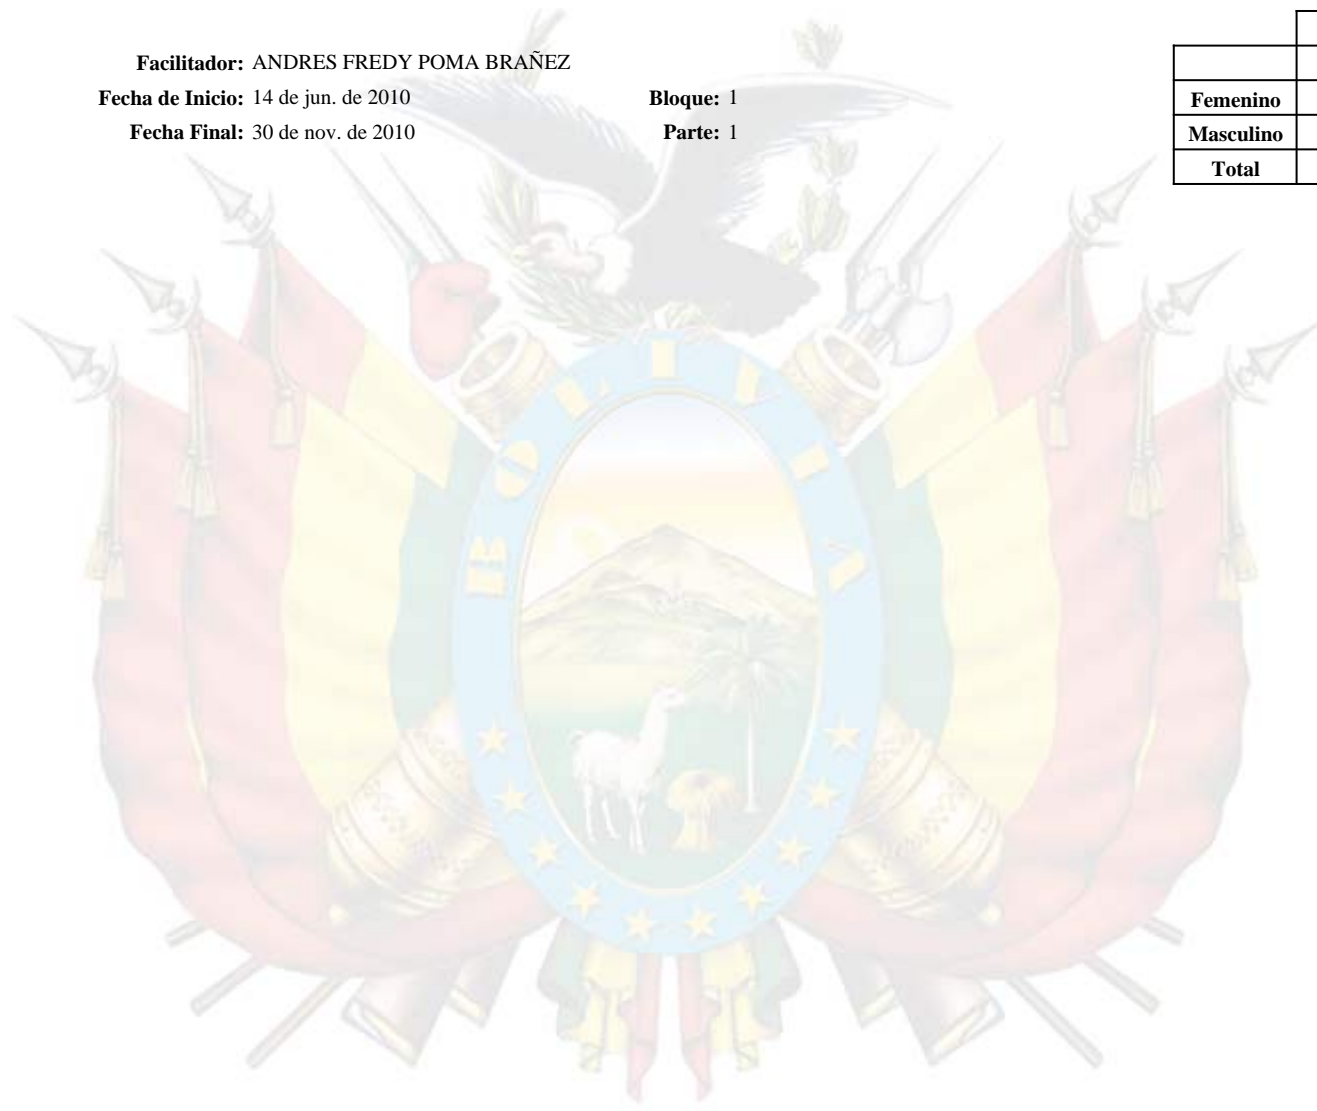 Facilitador: ANDRES FREDY POMA BRAÑEZ
Fecha de Inicio: 14 de jun. de 2010 Bloque: 1
Fecha Final: 30 de nov. de 2010 Parte: 1
Femenino
Masculino
Total
BOLIVIA